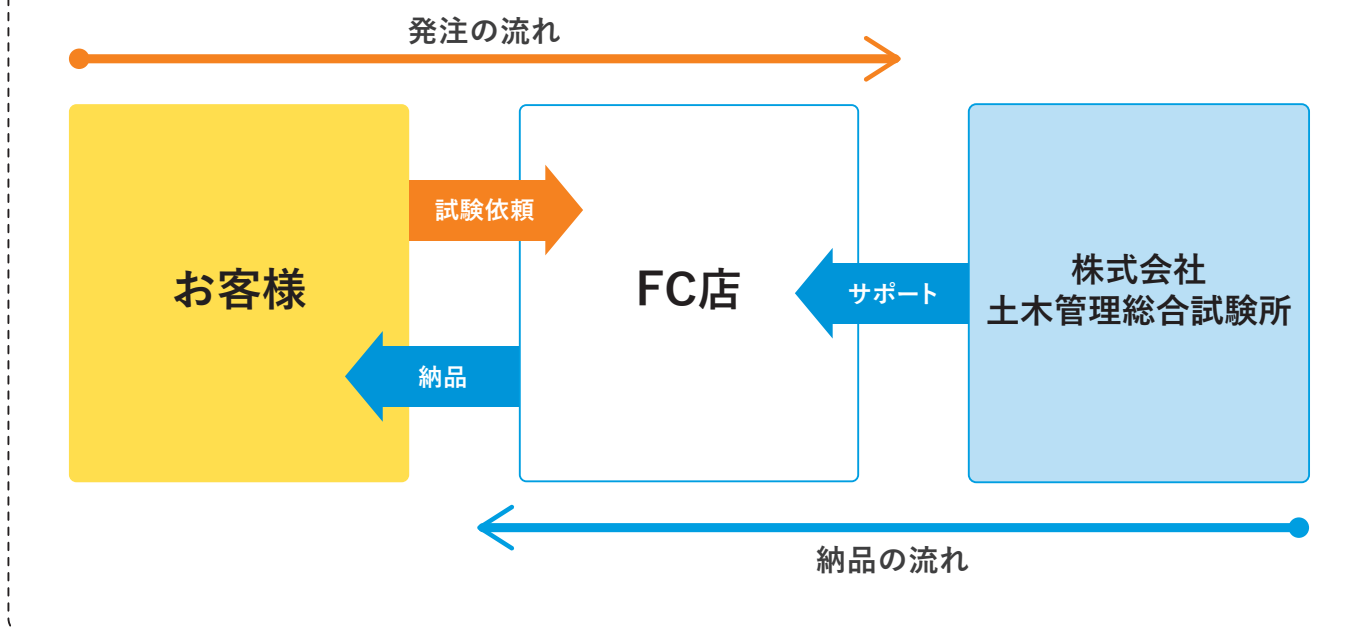 発注の流れ
お客様
試験依頼
納品
FC店
サポート
株式会社
土木管理総合試験所
納品の流れ